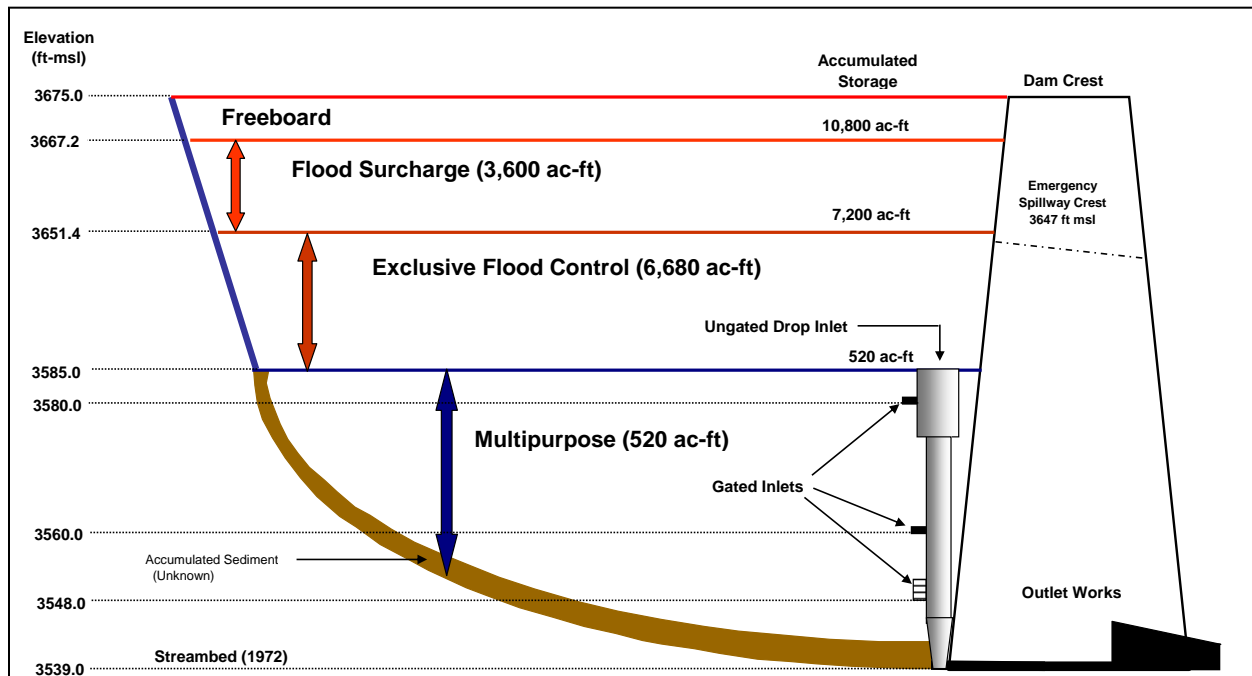 Elevation
(ft-msl)
Accumulated
Storage
Dam Crest
3675.0
Freeboard
10,800 ac-ft
3667.2
Flood Surcharge (3,600 ac-ft)
Emergency
Spillway Crest
3647 ft msl
7,200 ac-ft
3651.4
Exclusive Flood Control (6,680 ac-ft)
Ungated Drop Inlet
520 ac-ft
3585.0
3580.0
Multipurpose (520 ac-ft)
Gated Inlets
3560.0
Accumulated Sediment
(Unknown)
3548.0
Outlet Works
Streambed (1972)
3539.0